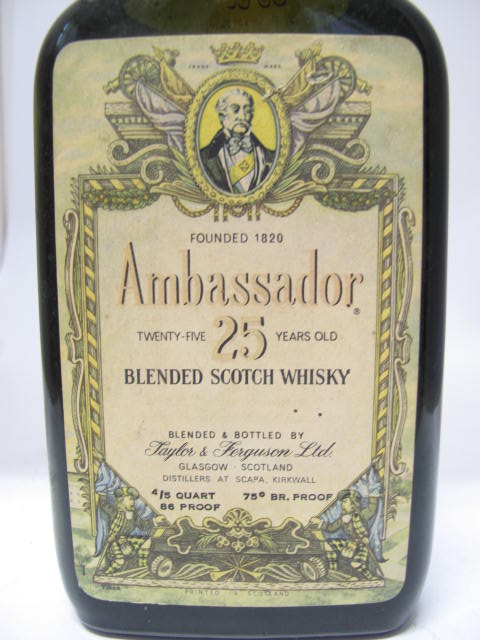 TRADE MARK
FOUNDED 1820
Ambassador®
TWENTY-FIVE 25 YEARS OLD
BLENDED SCOTCH WHISKY
BLENDED & BOTTLED BY
Taylor & Ferguson Ltd.
GLASGOW · SCOTLAND
DISTILLERS AT SCAPA, KIRKWALL
4/5 QUART 75° BR. PROOF
86 PROOF
PRINTED IN SCOTLAND